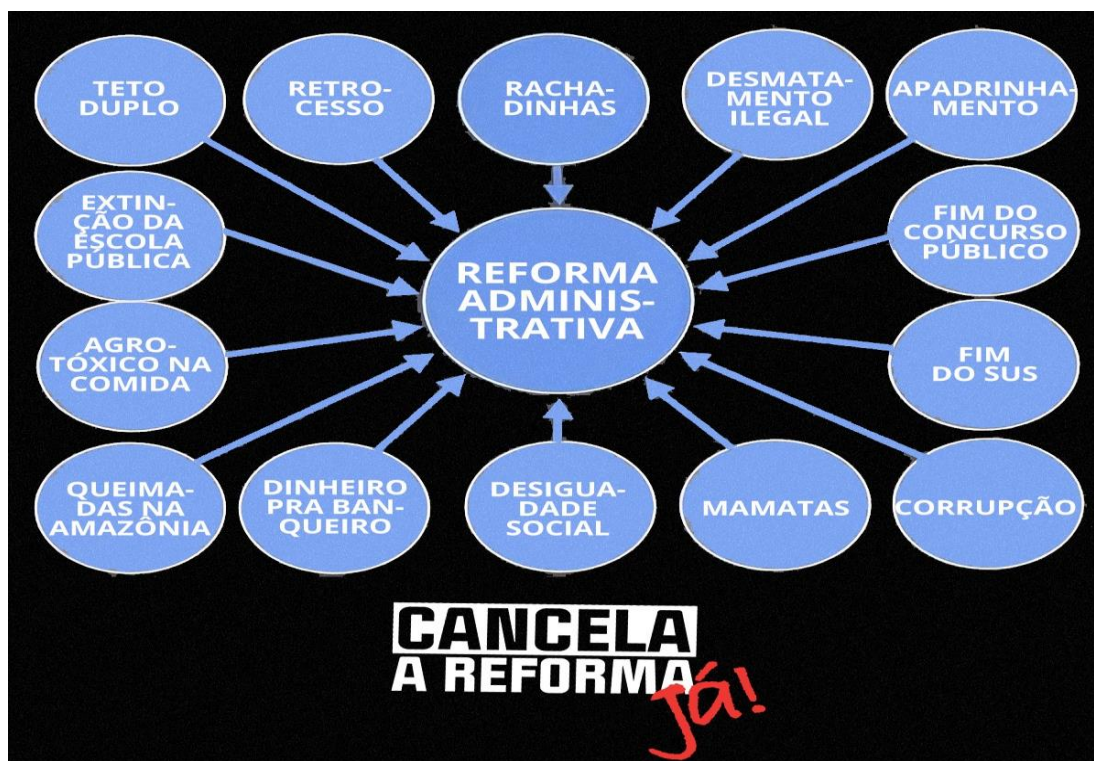 TETO
DUPLO
RETRO-
CESSO
RACHA-
DINHAS
DESMATA-
MENTO
ILEGAL
APADRINHA-
MENTO
EXTIN-
ÇÃO DA
ESCOLA
PÚBLICA
REFORMA
ADMINIS-
TRATIVA
FIM DO
CONCURSO
PÚBLICO
AGRO-
TÓXICO NA
COMIDA
FIM
DO SUS
QUEIMA-
DAS NA
AMAZÔNIA
DINHEIRO
PRA BAN-
QUEIRO
DESIGUA-
DADE
SOCIAL
MAMATAS
CORRUPÇÃO
CANCELA
A REFORMA
Já!